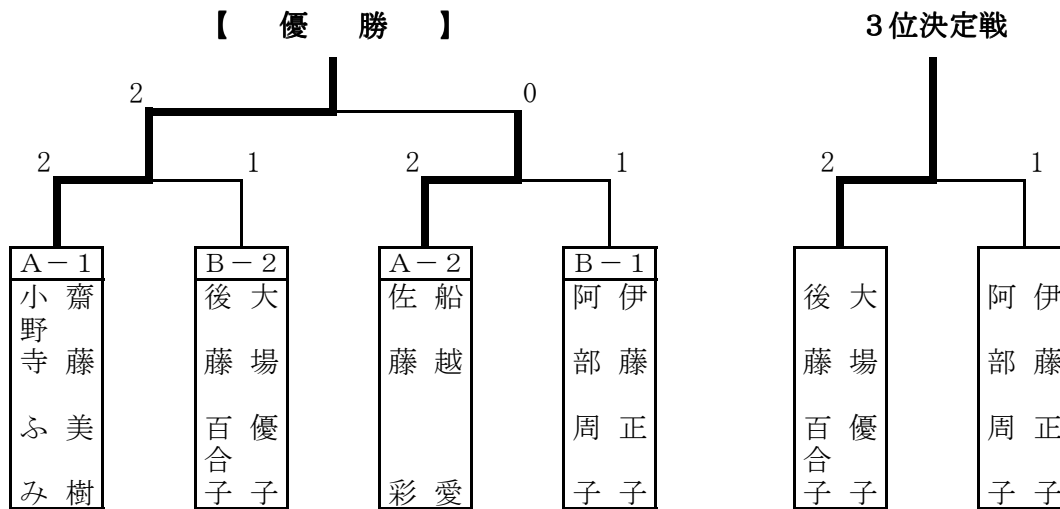 【 優 勝 】
３位決定戦
2
0
2
1
2
1
2
1
Ａ－１
Ｂ－２
Ａ－２
Ｂ－１
齋藤美樹
小野寺ふみ
大場優子
後藤百合子
船越愛
佐藤彩
伊藤正子
阿部周子
大場優子
後藤百合子
伊藤正子
阿部周子